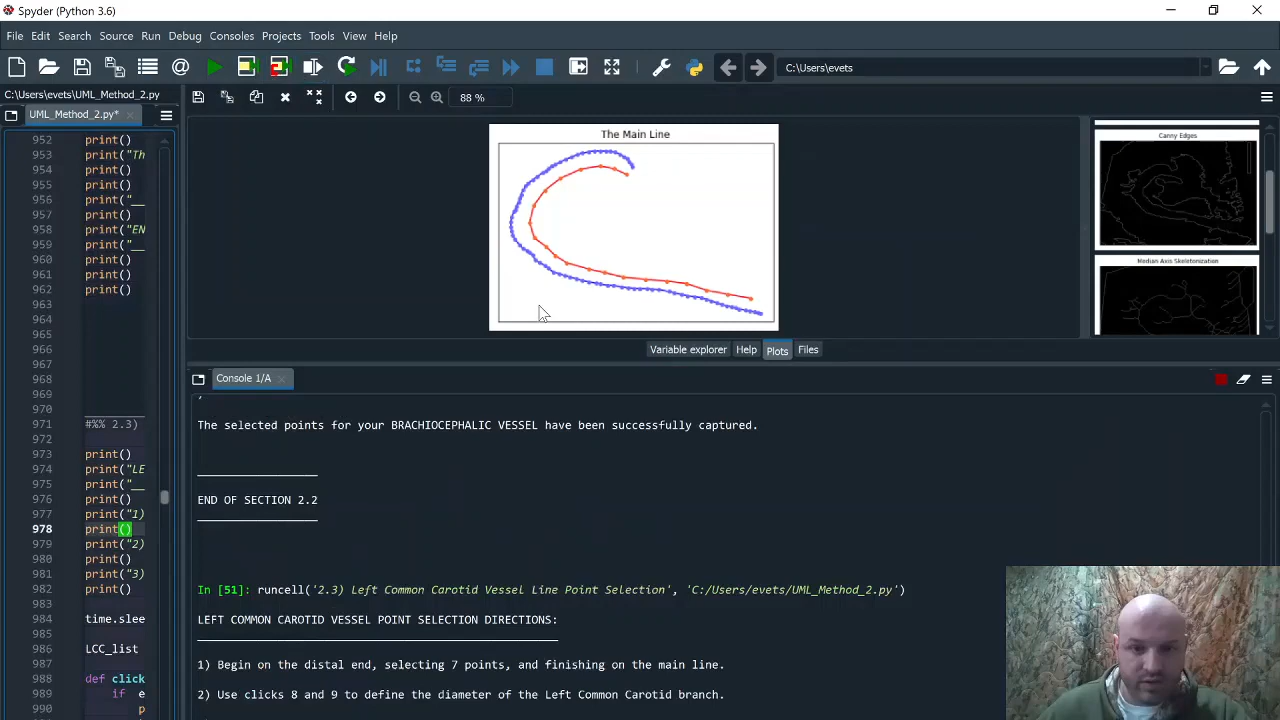 Spyder (Python 3.6)
File Edit Search Source Run Debug Consoles Projects Tools View Help
C:\Users\evets
C:\Users\evets\UML_Method_2.py
88 %
UML_Method_2.py*
The Main Line
Canny Edges
Median Axis Skeletonization
952 print()
953 print("Th
954 print()
955 print()
956 print("__
957 print()
958 print("EN
959 print("__
960 print()
961 print()
962 print()
963
964
965
966
967
968
969
970
971 #%% 2.3)
972
973 print()
974 print("LE
975 print("__
976 print()
977 print("1)
978 print()
979 print("2)
980 print()
981 print("3)
982 print()
983
984 time.slee
985
986 LCC_list
987
988 def click
989 if e
990 p
Variable explorer Help Plots Files
Console 1/A
The selected points for your BRACHIOCEPHALIC VESSEL have been successfully captured.
END OF SECTION 2.2
In [51]: runcell('2.3) Left Common Carotid Vessel Line Point Selection', 'C:/Users/evets/UML_Method_2.py')
LEFT COMMON CAROTID VESSEL POINT SELECTION DIRECTIONS:
1) Begin on the distal end, selecting 7 points, and finishing on the main line.
2) Use clicks 8 and 9 to define the diameter of the Left Common Carotid branch.